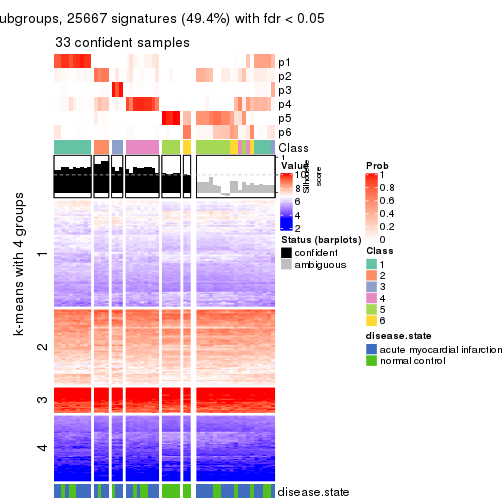 ubgroups, 25667 signatures (49.4%) with fdr < 0.05
33 confident samples
p1
p2
p3
p4
p5
p6
Class
1
Silhouette
score
disease.state
k-means with 4 groups
1
2
3
4
Value
10
8
6
4
2
Status (barplots)
confident
ambiguous
Prob
1
0.8
0.6
0.4
0.2
0
Class
1
2
3
4
5
6
disease.state
acute myocardial infarction
normal control